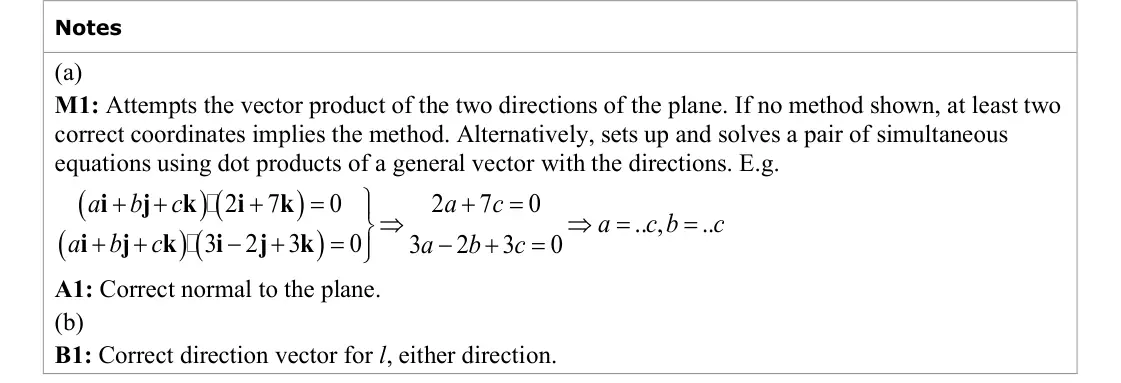 Notes
(a)
M1: Attempts the vector product of the two directions of the plane. If no method shown, at least two
correct coordinates implies the method. Alternatively, sets up and solves a pair of simultaneous
equations using dot products of a general vector with the directions. E.g.
(ai + bj + ck)□(2i + 7k) = 0
(ai + bj + ck)□(3i − 2j + 3k) = 0} ⇒ 2a + 7c = 0
3a − 2b + 3c = 0 ⇒ a = ..c, b = ..c
A1: Correct normal to the plane.
(b)
B1: Correct direction vector for l, either direction.